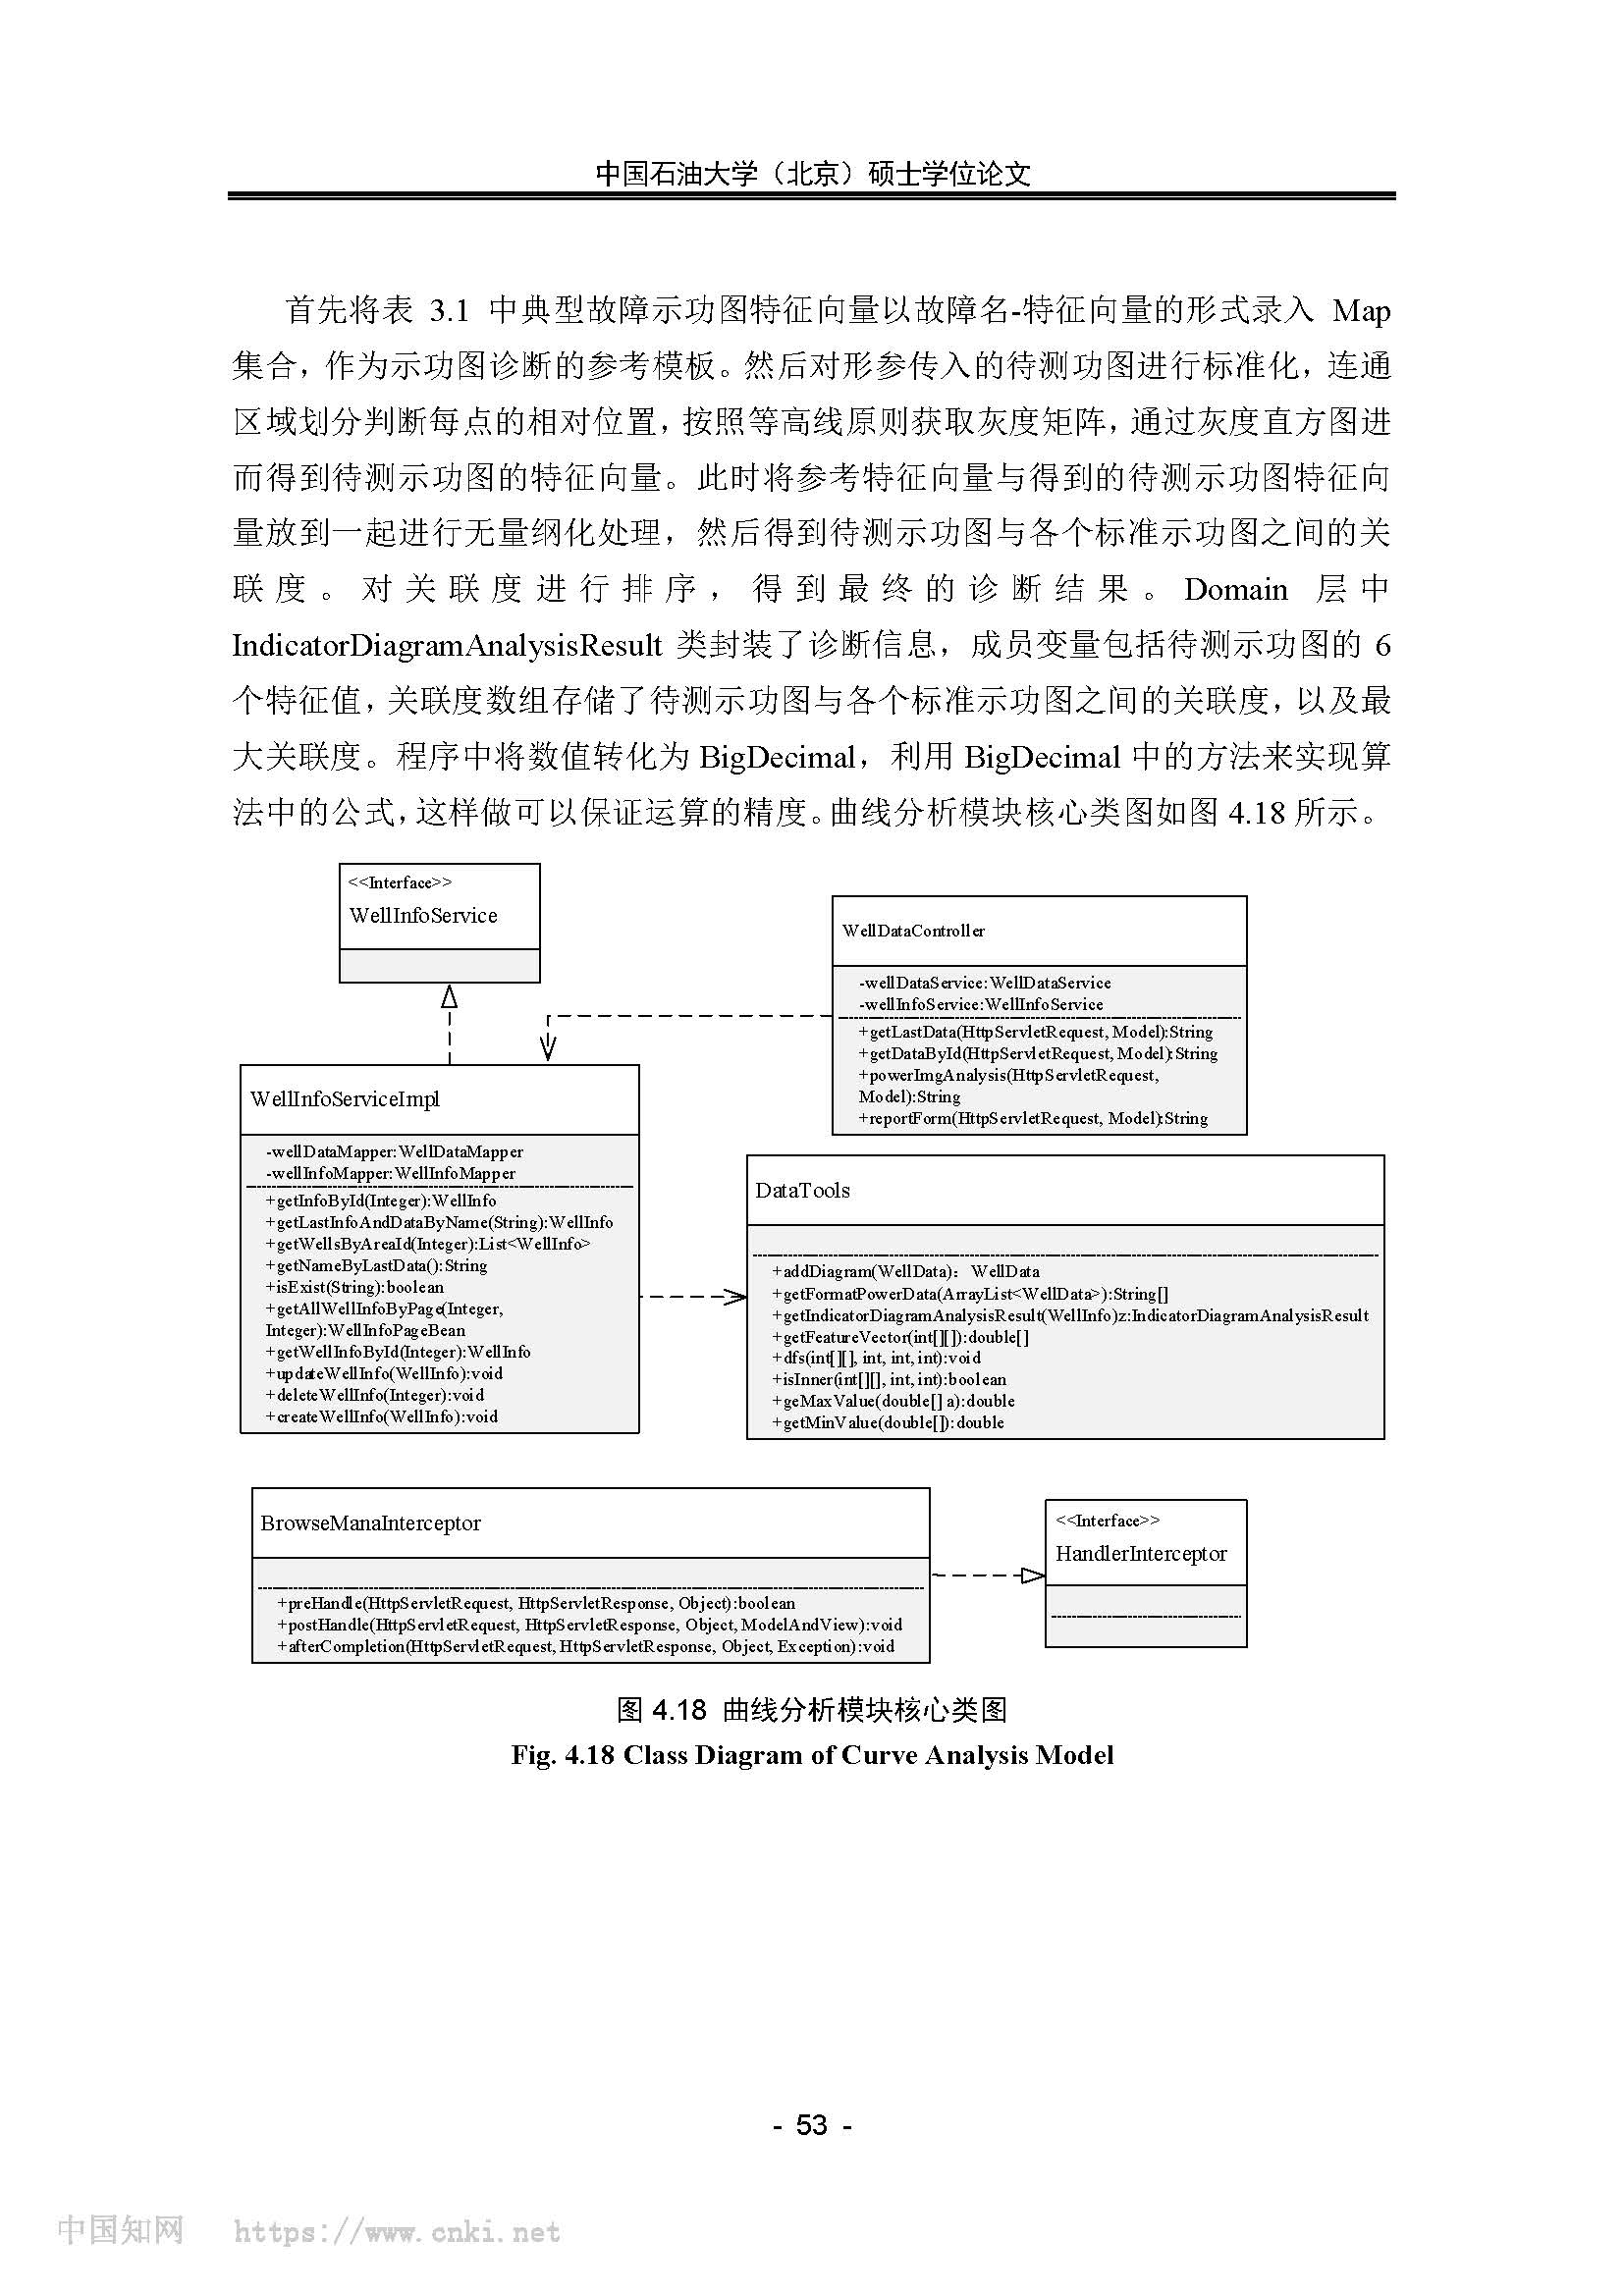 中国石油大学（北京）硕士学位论文
首先将表 3.1 中典型故障示功图特征向量以故障名-特征向量的形式录入 Map
集合，作为示功图诊断的参考模板。然后对形参传入的待测功图进行标准化，连通
区域划分判断每点的相对位置，按照等高线原则获取灰度矩阵，通过灰度直方图进
而得到待测示功图的特征向量。此时将参考特征向量与得到的待测示功图特征向
量放到一起进行无量纲化处理，然后得到待测示功图与各个标准示功图之间的关
联度。对关联度进行排序，得到最终的诊断结果。Domain 层中
IndicatorDiagramAnalysisResult 类封装了诊断信息，成员变量包括待测示功图的 6
个特征值，关联度数组存储了待测示功图与各个标准示功图之间的关联度，以及最
大关联度。程序中将数值转化为 BigDecimal，利用 BigDecimal 中的方法来实现算
法中的公式，这样做可以保证运算的精度。曲线分析模块核心类图如图 4.18 所示。
<<Interface>>
WellInfoService
WellDataController
-wellDataService:WellDataService
-wellInfoService:WellInfoService
+getLastData(HttpServletRequest, Model):String
+getDataById(HttpServletRequest, Model):String
+powerImgAnalysis(HttpServletRequest,
Model):String
+reportForm(HttpServletRequest, Model):String
WellInfoServiceImpl
-wellDataMapper:WellDataMapper
-wellInfoMapper:WellInfoMapper
+getInfoById(Integer):WellInfo
+getLastInfoAndDataByName(String):WellInfo
+getWellsByAreaId(Integer):List<WellInfo>
+getNameByLastData():String
+isExist(String):boolean
+getAllWellInfoByPage(Integer,
Integer):WellInfoPageBean
+getWellInfoById(Integer):WellInfo
+updateWellInfo(WellInfo):void
+deleteWellInfo(Integer):void
+createWellInfo(WellInfo):void
DataTools
+addDiagram(WellData)：WellData
+getFormatPowerData(ArrayList<WellData>):String[]
+getIndicatorDiagramAnalysisResult(WellInfo)z:IndicatorDiagramAnalysisResult
+getFeatureVector(int[][]):double[]
+dfs(int[][], int, int, int):void
+isInner(int[][], int, int):boolean
+geMaxValue(double[] a):double
+getMinValue(double[]):double
BrowseManaInterceptor
+preHandle(HttpServletRequest, HttpServletResponse, Object):boolean
+postHandle(HttpServletRequest, HttpServletResponse, Object, ModelAndView):void
+afterCompletion(HttpServletRequest, HttpServletResponse, Object, Exception):void
<<Interface>>
HandlerInterceptor
图 4.18 曲线分析模块核心类图
Fig. 4.18 Class Diagram of Curve Analysis Model
- 53 -
中国知网 https://www.cnki.net